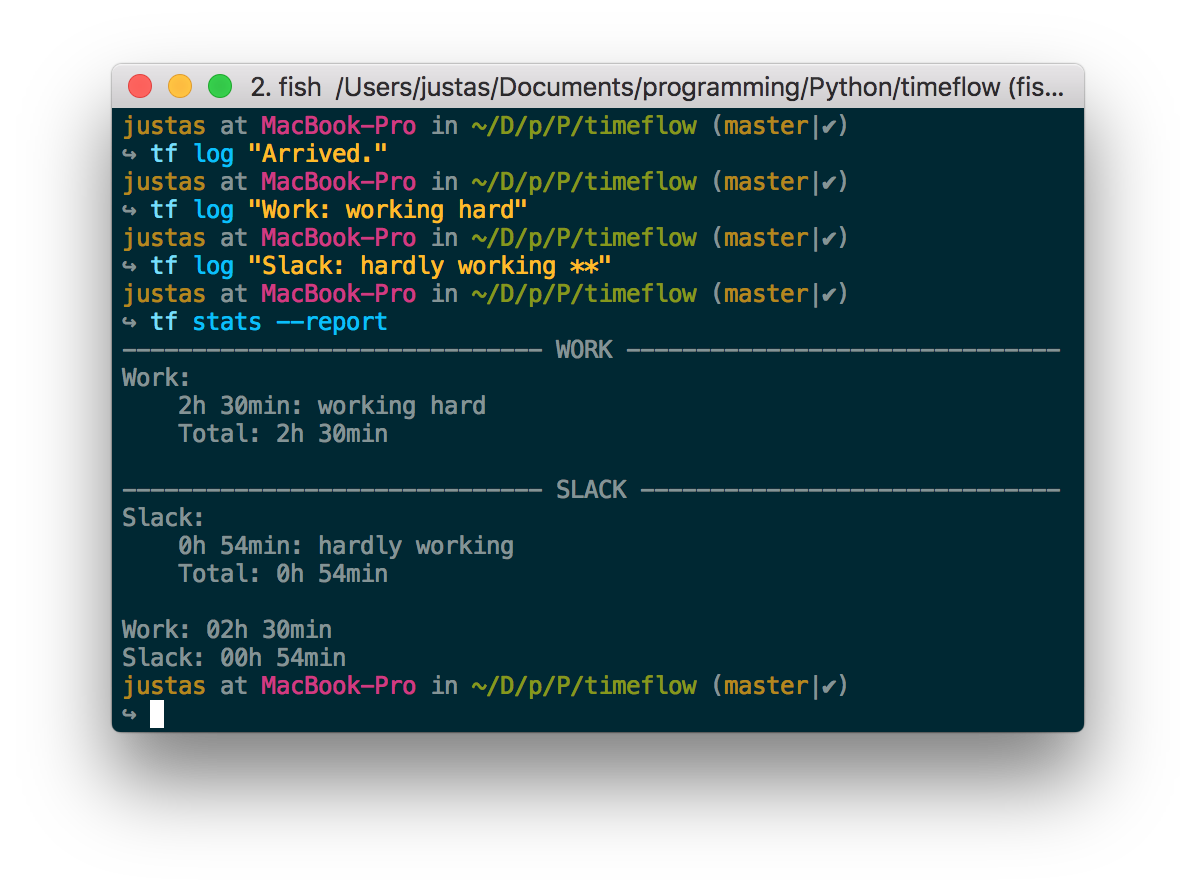 2. fish /Users/justas/Documents/programming/Python/timeflow (fis...
justas at MacBook-Pro in ~/D/p/P/timeflow (master|✔)
↪ tf log "Arrived."
justas at MacBook-Pro in ~/D/p/P/timeflow (master|✔)
↪ tf log "Work: working hard"
justas at MacBook-Pro in ~/D/p/P/timeflow (master|✔)
↪ tf log "Slack: hardly working **"
justas at MacBook-Pro in ~/D/p/P/timeflow (master|✔)
↪ tf stats --report
------------------------------ WORK -------------------------------
Work:
    2h 30min: working hard
    Total: 2h 30min
------------------------------ SLACK ------------------------------
Slack:
    0h 54min: hardly working
    Total: 0h 54min
Work: 02h 30min
Slack: 00h 54min
justas at MacBook-Pro in ~/D/p/P/timeflow (master|✔)
↪